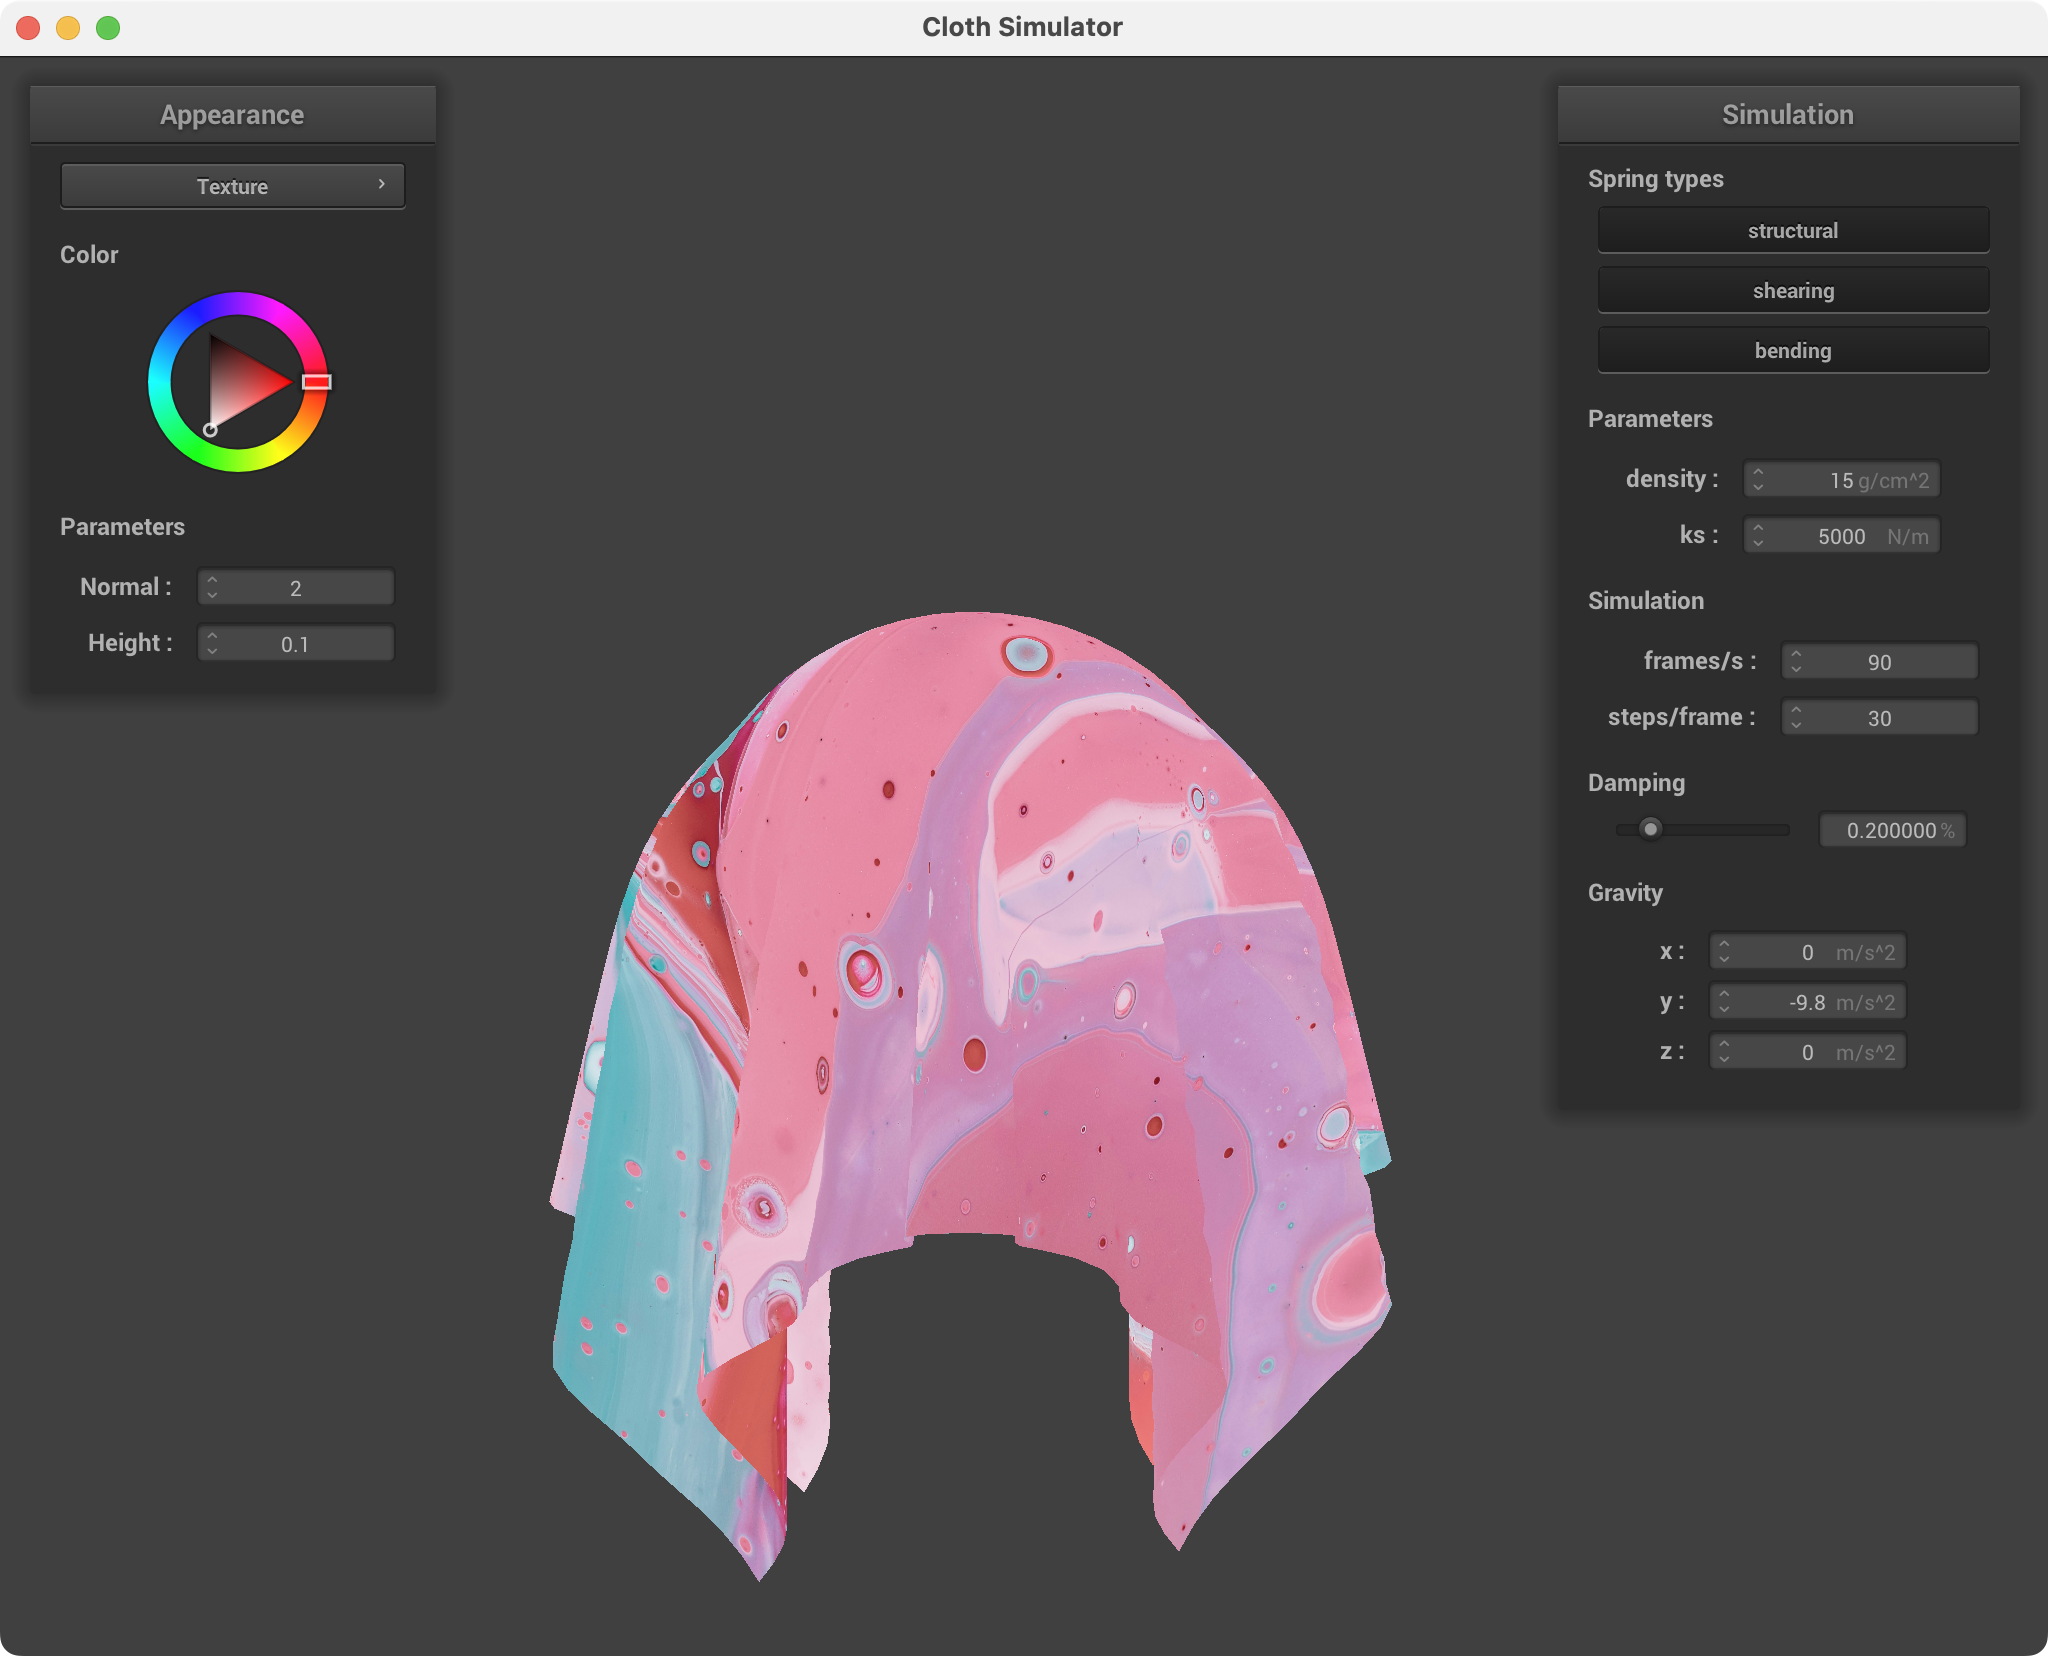 Cloth Simulator
Appearance
Texture
Color
Parameters
Normal : 2
Height : 0.1
Simulation
Spring types
structural
shearing
bending
Parameters
density : 15 g/cm^2
ks : 5000 N/m
Simulation
frames/s : 90
steps/frame : 30
Damping
0.200000 %
Gravity
x : 0 m/s^2
y : -9.8 m/s^2
z : 0 m/s^2